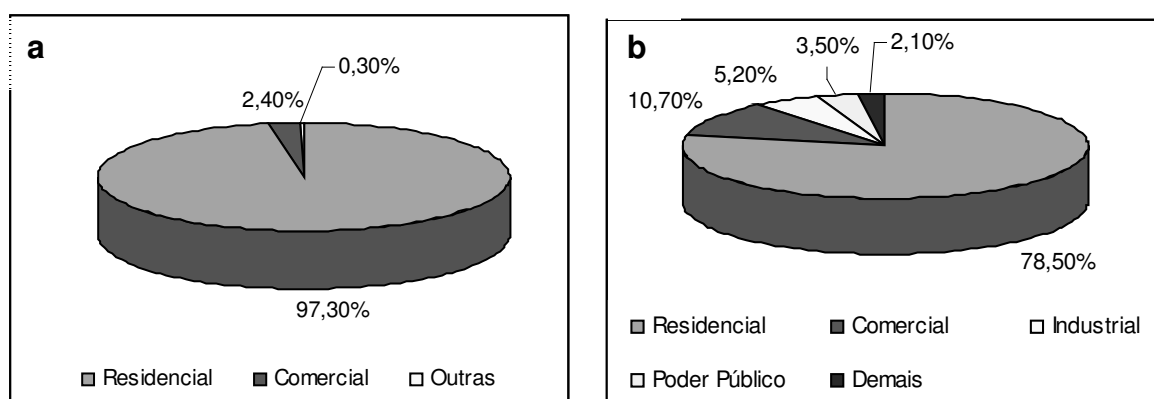 a
0,30%
2,40%
97,30%
Residencial Comercial Outras
b
3,50% 2,10%
5,20%
10,70%
78,50%
Residencial Comercial Industrial
Poder Público Demais